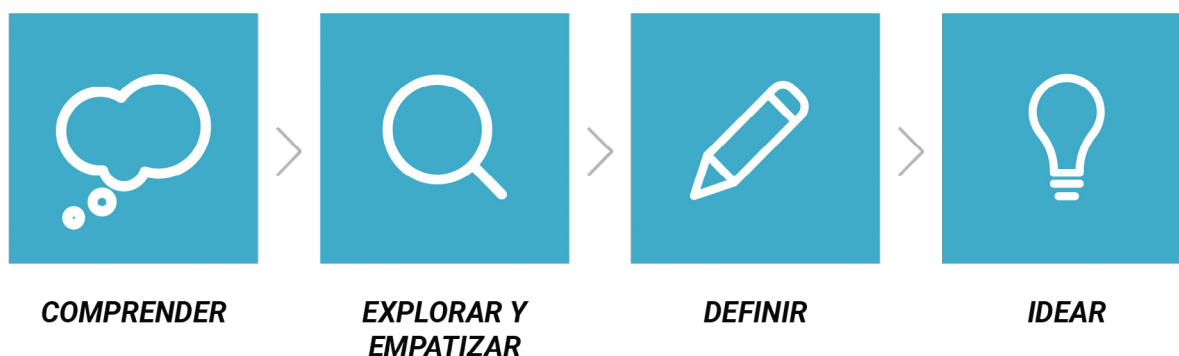 COMPRENDER
EXPLORAR Y
EMPATIZAR
DEFINIR
IDEAR